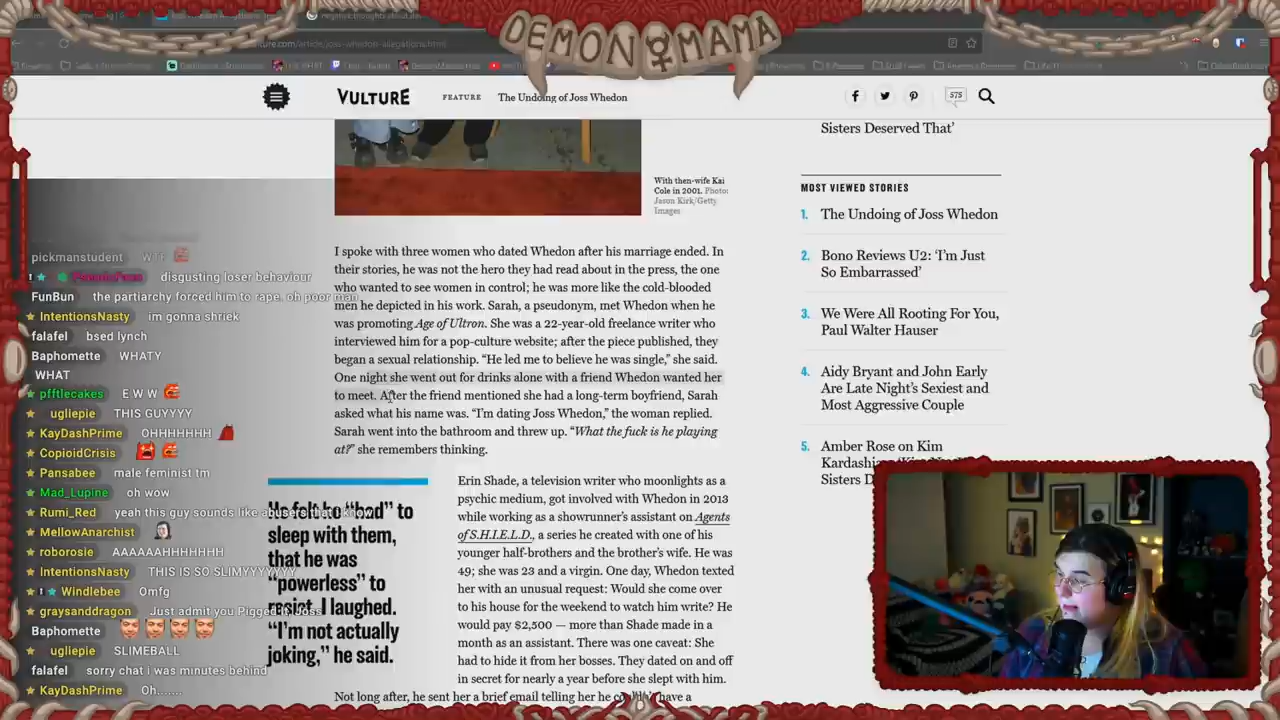 DEMON MAMA
VULTURE
FEATURE
The Undoing of Joss Whedon
575
Sisters Deserved That'
With then-wife Kai
Cole in 2001. Photo:
Jason Kirk/Getty
Images
MOST VIEWED STORIES
1. The Undoing of Joss Whedon
2. Bono Reviews U2: 'I'm Just
So Embarrassed'
3. We Were All Rooting For You,
Paul Walter Hauser
4. Aidy Bryant and John Early
Are Late Night's Sexiest and
Most Aggressive Couple
5. Amber Rose on Kim
Sisters
I spoke with three women who dated Whedon after his marriage ended. In
their stories, he was not the hero they had read about in the press, the one
who wanted to see women in control; he was more like the cold-blooded
men he depicted in his work. Sarah, a pseudonym, met Whedon when he
was promoting Age of Ultron. She was a 22-year-old freelance writer who
interviewed him for a pop-culture website; after the piece published, they
began a sexual relationship. "He led me to believe he was single," she said.
One night she went out for drinks alone with a friend Whedon wanted her
to meet. After the friend mentioned she had a long-term boyfriend, Sarah
asked what his name was. "I'm dating Joss Whedon," the woman replied.
Sarah went into the bathroom and threw up. "What the fuck is he playing
at?" she remembers thinking.
He felt he "had" to
sleep with them,
that he was
"powerless" to
resist. I laughed.
"I'm not actually
joking," he said.
Erin Shade, a television writer who moonlights as a
psychic medium, got involved with Whedon in 2013
while working as a showrunner's assistant on Agents
of S.H.I.E.L.D., a series he created with one of his
younger half-brothers and the brother's wife. He was
49; she was 23 and a virgin. One day, Whedon texted
her with an unusual request: Would she come over
to his house for the weekend to watch him write? He
would pay $2,500 — more than Shade made in a
month as an assistant. There was one caveat: She
had to hide it from her bosses. They dated on and off
in secret for nearly a year before she slept with him.
Not long after, he sent her a brief email telling her he couldn't have a
pickmanstudent WTF
disgusting loser behaviour
FunBun the partiarchy forced him to rape, oh poor man
IntentionsNasty im gonna shriek
falafel bsed lynch
Baphomette WHATY
WHAT
pfftlecakes E W W
ugliepie THIS GUYYYY
KayDashPrime OHHHHHHH
CopioidCrisis
Pansabee male feminist tm
Mad_Lupine oh wow
Rumi_Red yeah this guy sounds like abusers that i know
MellowAnarchist
roborosie AAAAAAHHHHHHH
IntentionsNasty THIS IS SO SLIMYYYYYYY
Windlebee Omfg
graysanddragon Just admit you
Baphomette
ugliepie SLIMEBALL
falafel sorry chat i was minutes behind
KayDashPrime Oh.......